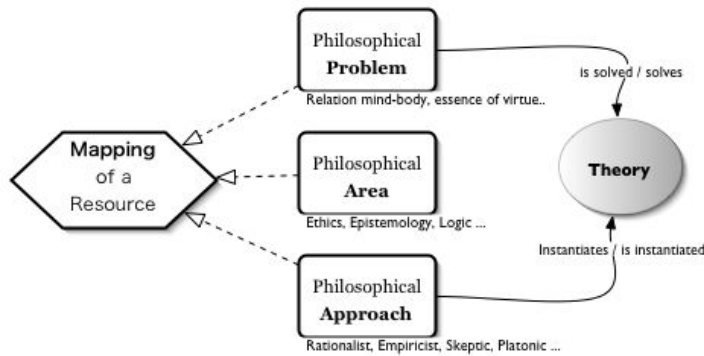 Philosophical
Problem
is solved / solves
Relation mind-body, essence of virtue..
Mapping
of a
Resource
Philosophical
Area
Theory
Ethics, Epistemology, Logic ...
Instantiates / is instantiated
Philosophical
Approach
Rationalist, Empiricist, Skeptic, Platonic ...